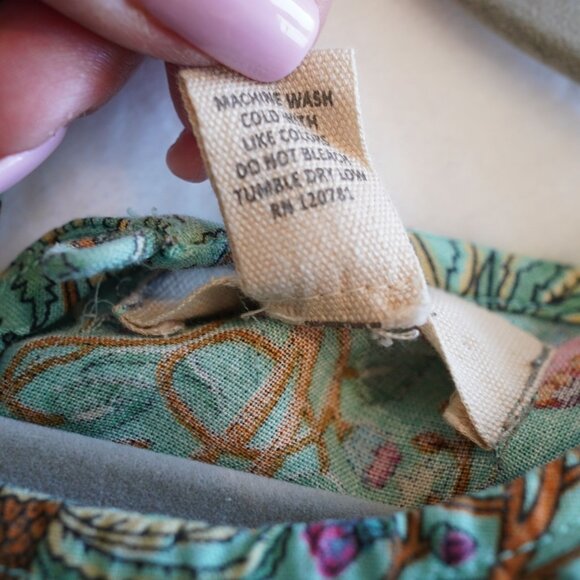 MACHINE WASH
COLD WITH
LIKE COLORS
DO NOT BLEACH
TUMBLE DRY LOW
RN 120781